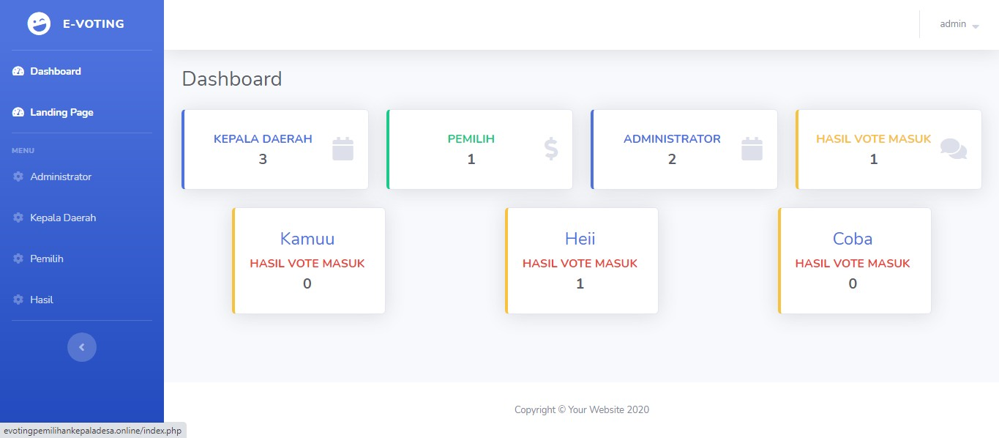 E-VOTING
admin
Dashboard
Landing Page
MENU
Administrator
Kepala Daerah
Pemilih
Hasil
Dashboard
KEPALA DAERAH
3
PEMILIH
1
ADMINISTRATOR
2
HASIL VOTE MASUK
1
Kamuu
HASIL VOTE MASUK
0
Heii
HASIL VOTE MASUK
1
Coba
HASIL VOTE MASUK
0
Copyright © Your Website 2020
evotingpemilihankepaladesa.online/index.php